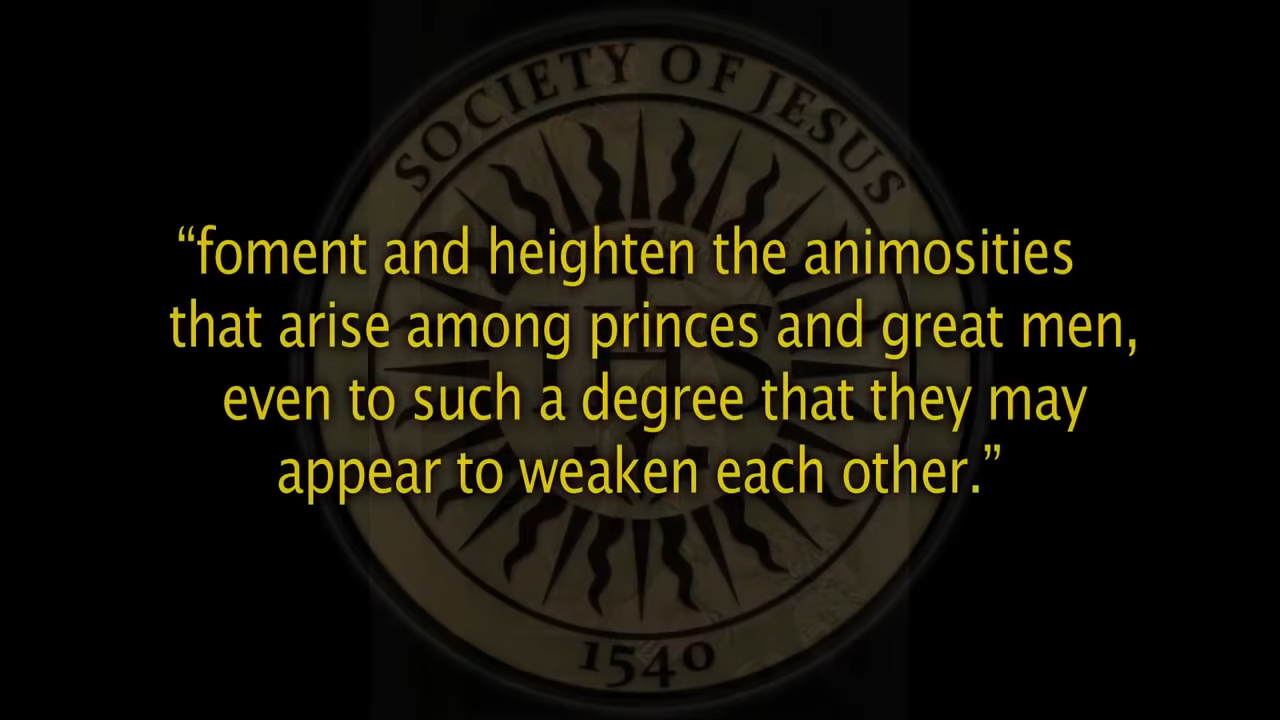 SOCIETY OF JESUS
“foment and heighten the animosities
that arise among princes and great men,
even to such a degree that they may
appear to weaken each other.”
IHS
1540